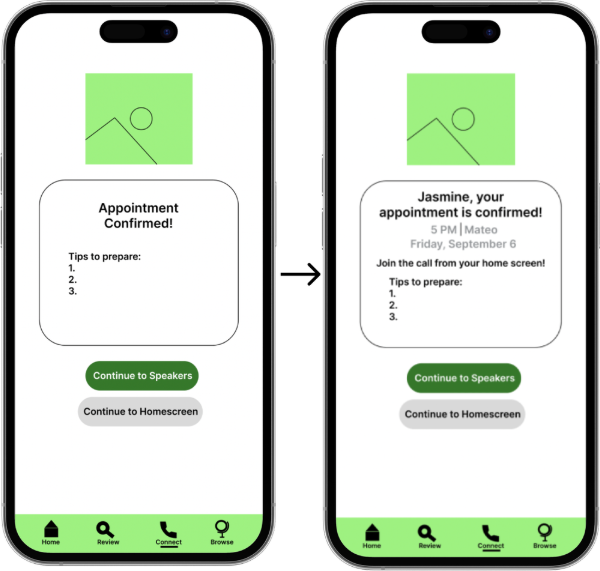 Appointment
Confirmed!
Tips to prepare:
1.
2.
3.
Continue to Speakers
Continue to Homescreen
Home
Review
Connect
Browse
Jasmine, your
appointment is confirmed!
5 PM | Mateo
Friday, September 6
Join the call from your home screen!
Tips to prepare:
1.
2.
3.
Continue to Speakers
Continue to Homescreen
Home
Review
Connect
Browse